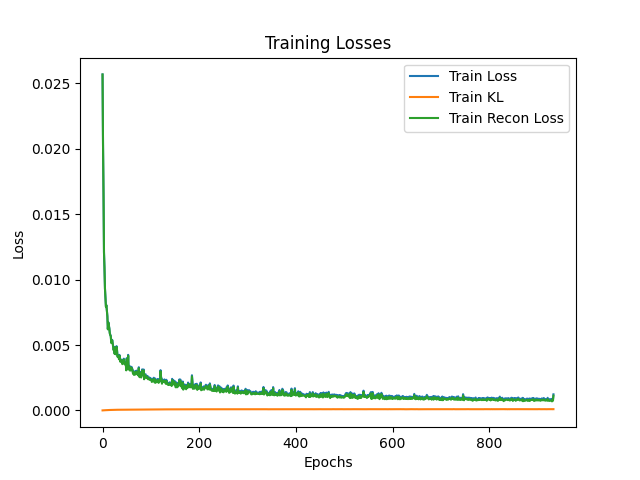 Training Losses
Train Loss
Train KL
Train Recon Loss
0.025
0.020
0.015
0.010
0.005
0.000
Loss
0
200
400
600
800
Epochs